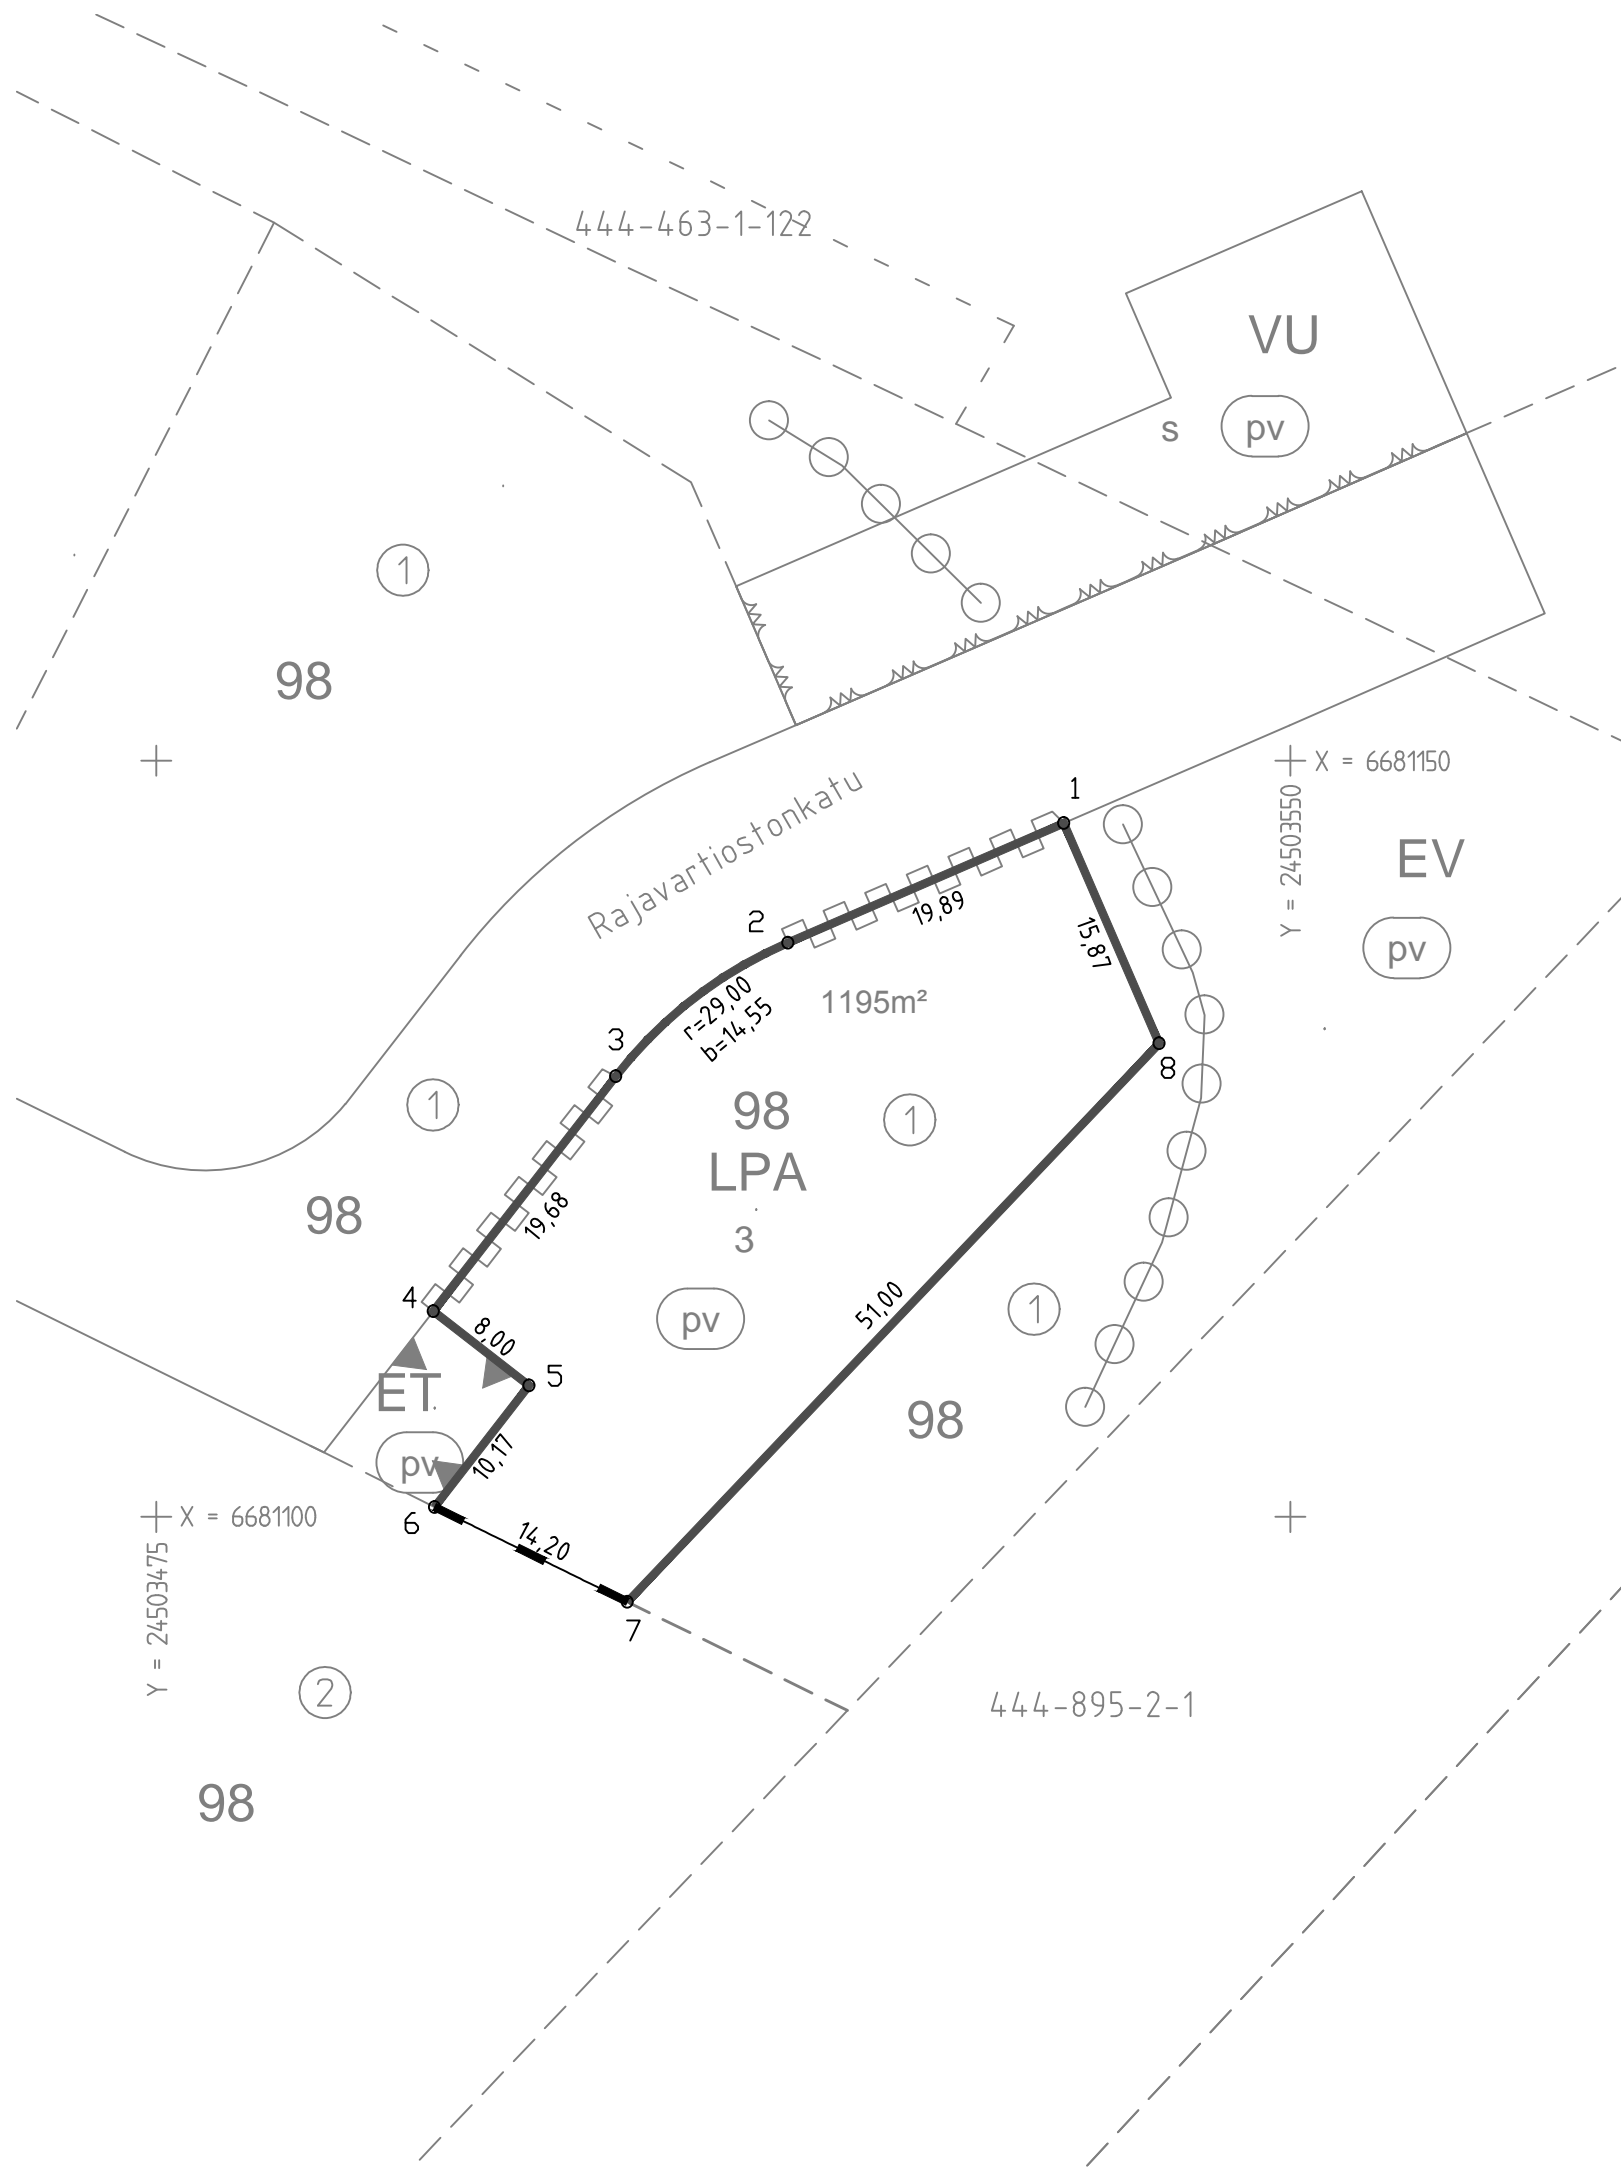 444-463-1-122
VU
s
pv
1
98
X = 6681150
Y = 24503550
1
Rajavartiostonkatu
EV
2
19,89
15,87
pv
r=29,00
b=14,55
1195m²
3
8
1
98
1
LPA
98
19,68
3
4
51,00
1
pv
8,00
5
ET
98
pv
10,17
6
X = 6681100
14,20
Y = 24503475
7
2
444-895-2-1
98